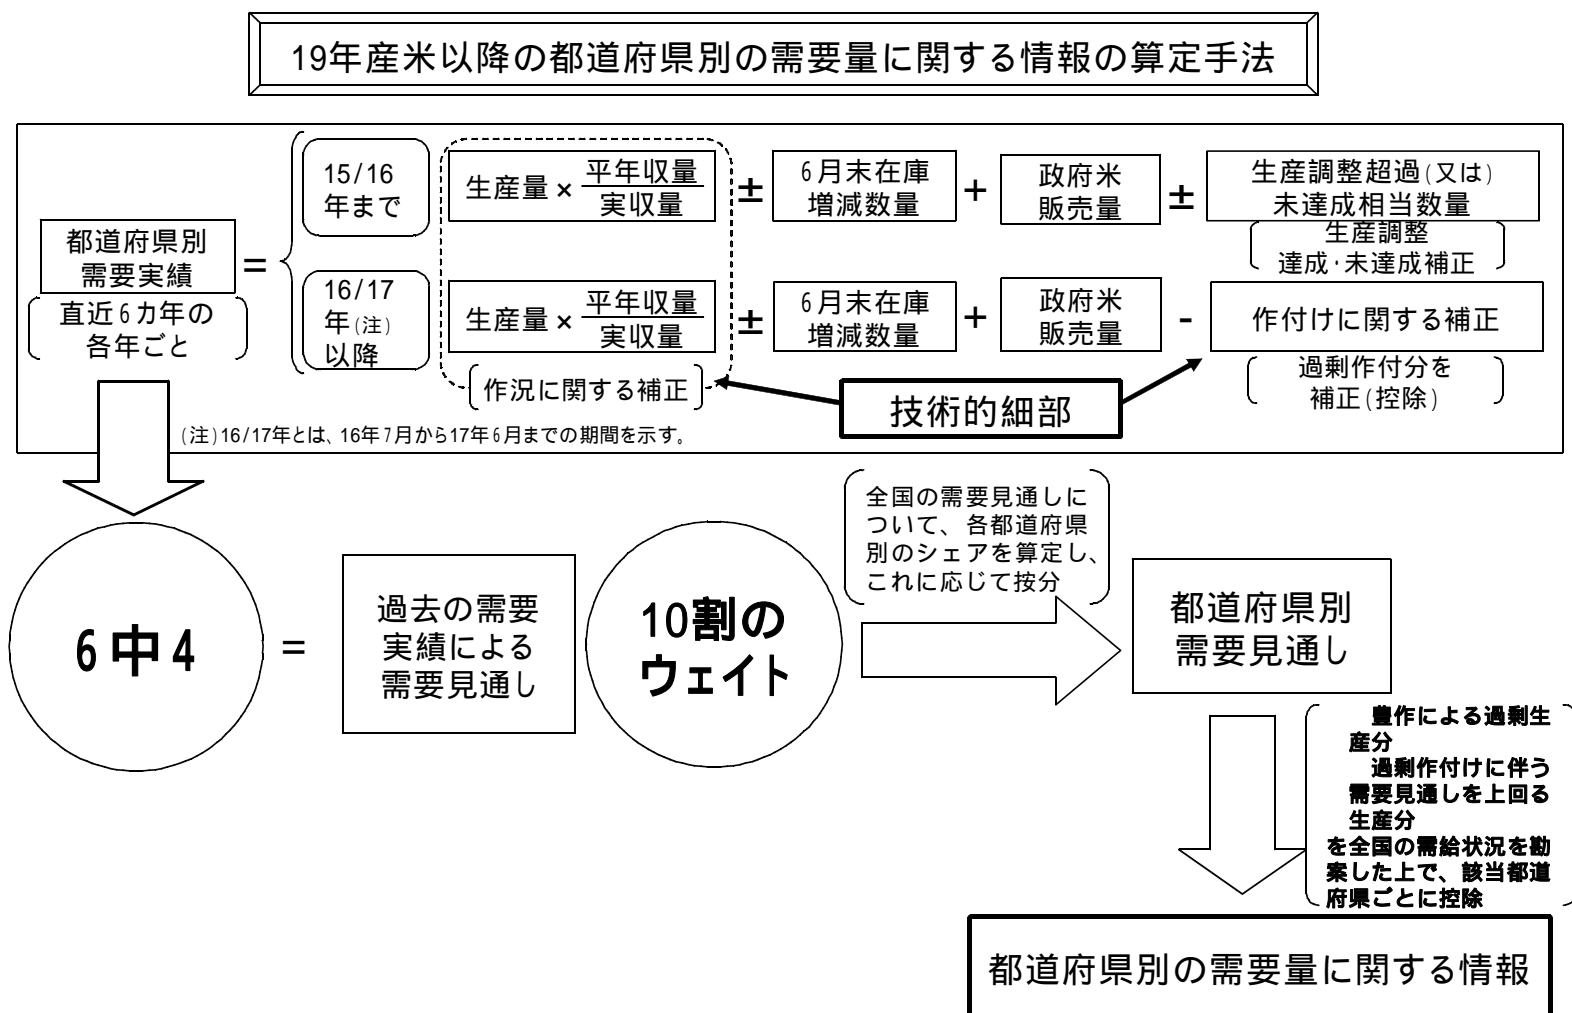 19年産米以降の都道府県別の需要量に関する情報の算定手法
都道府県別
需要実績
直近6カ年の
各年ごと
=
15/16
年まで
生産量 × 平年収量
実収量
±
6月末在庫
増減数量
+
政府米
販売量
±
生産調整超過(又は)
未達成相当数量
生産調整
達成・未達成補正
16/17
年(注)
以降
生産量 × 平年収量
実収量
±
6月末在庫
増減数量
+
政府米
販売量
-
作付けに関する補正
過剰作付分を
補正(控除)
作況に関する補正
技術的細部
(注)16/17年とは、16年7月から17年6月までの期間を示す。
6中4
=
過去の需要
実績による
需要見通し
10割の
ウェイト
全国の需要見通しに
ついて、各都道府県
別のシェアを算定し、
これに応じて按分
都道府県別
需要見通し
豊作による過剰生
産分
過剰作付けに伴う
需要見通しを上回る
生産分
を全国の需給状況を勘
案した上で、該当都道
府県ごとに控除
都道府県別の需要量に関する情報